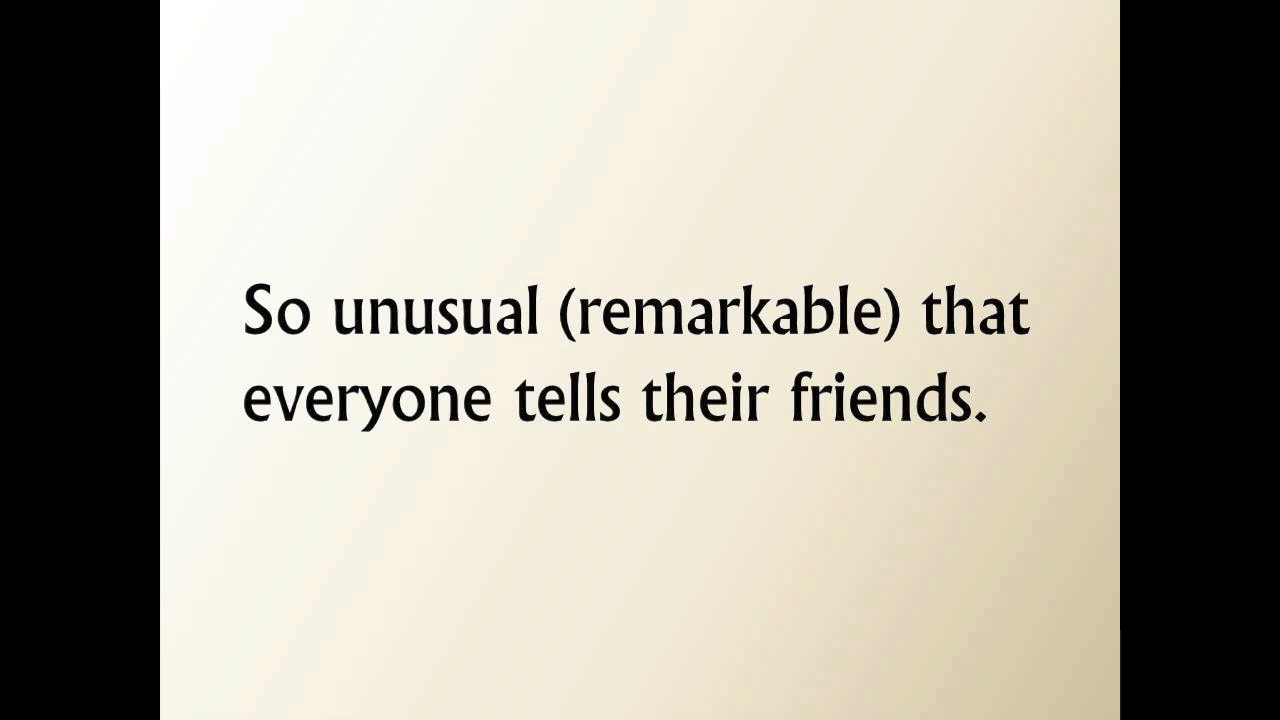 So unusual (remarkable) that
everyone tells their friends.